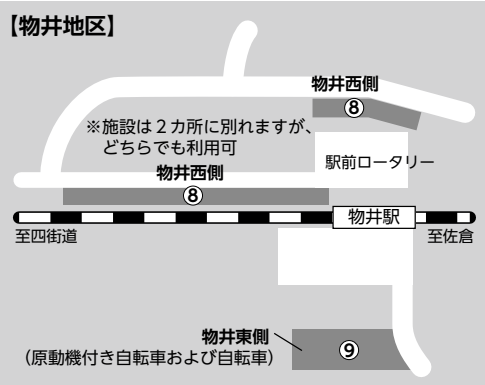 【物井地区】
物井西側
⑧
※施設は２カ所に別れますが、
どちらでも利用可
駅前ロータリー
物井西側
⑧
物井駅
至四街道
至佐倉
物井東側
（原動機付き自転車および自転車）
⑨